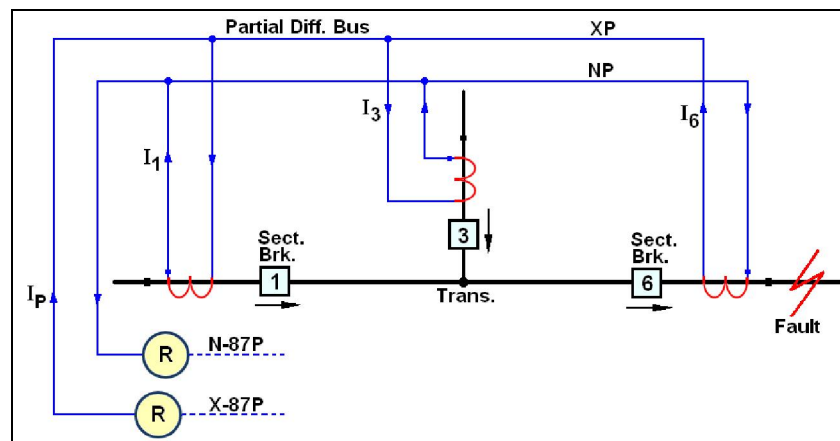 Partial Diff. Bus
XP
NP
I3
I6
I1
3
Sect.
Brk.
Sect.
Brk.
1
6
Trans.
IP
Fault
R
N-87P
R
X-87P